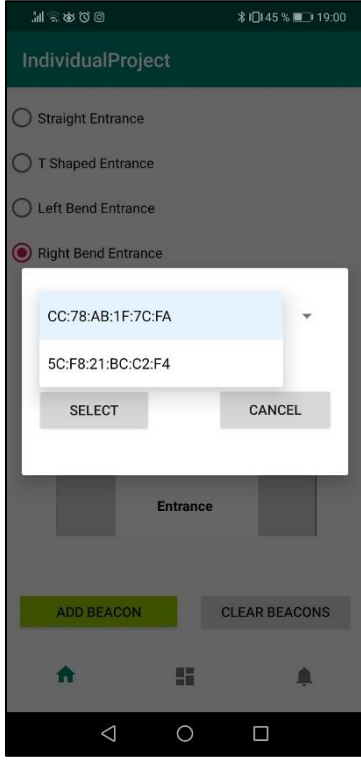 45 % 19:00
IndividualProject
Straight Entrance
T Shaped Entrance
Left Bend Entrance
Right Bend Entrance
CC:78:AB:1F:7C:FA
5C:F8:21:BC:C2:F4
SELECT CANCEL
Entrance
ADD BEACON CLEAR BEACONS